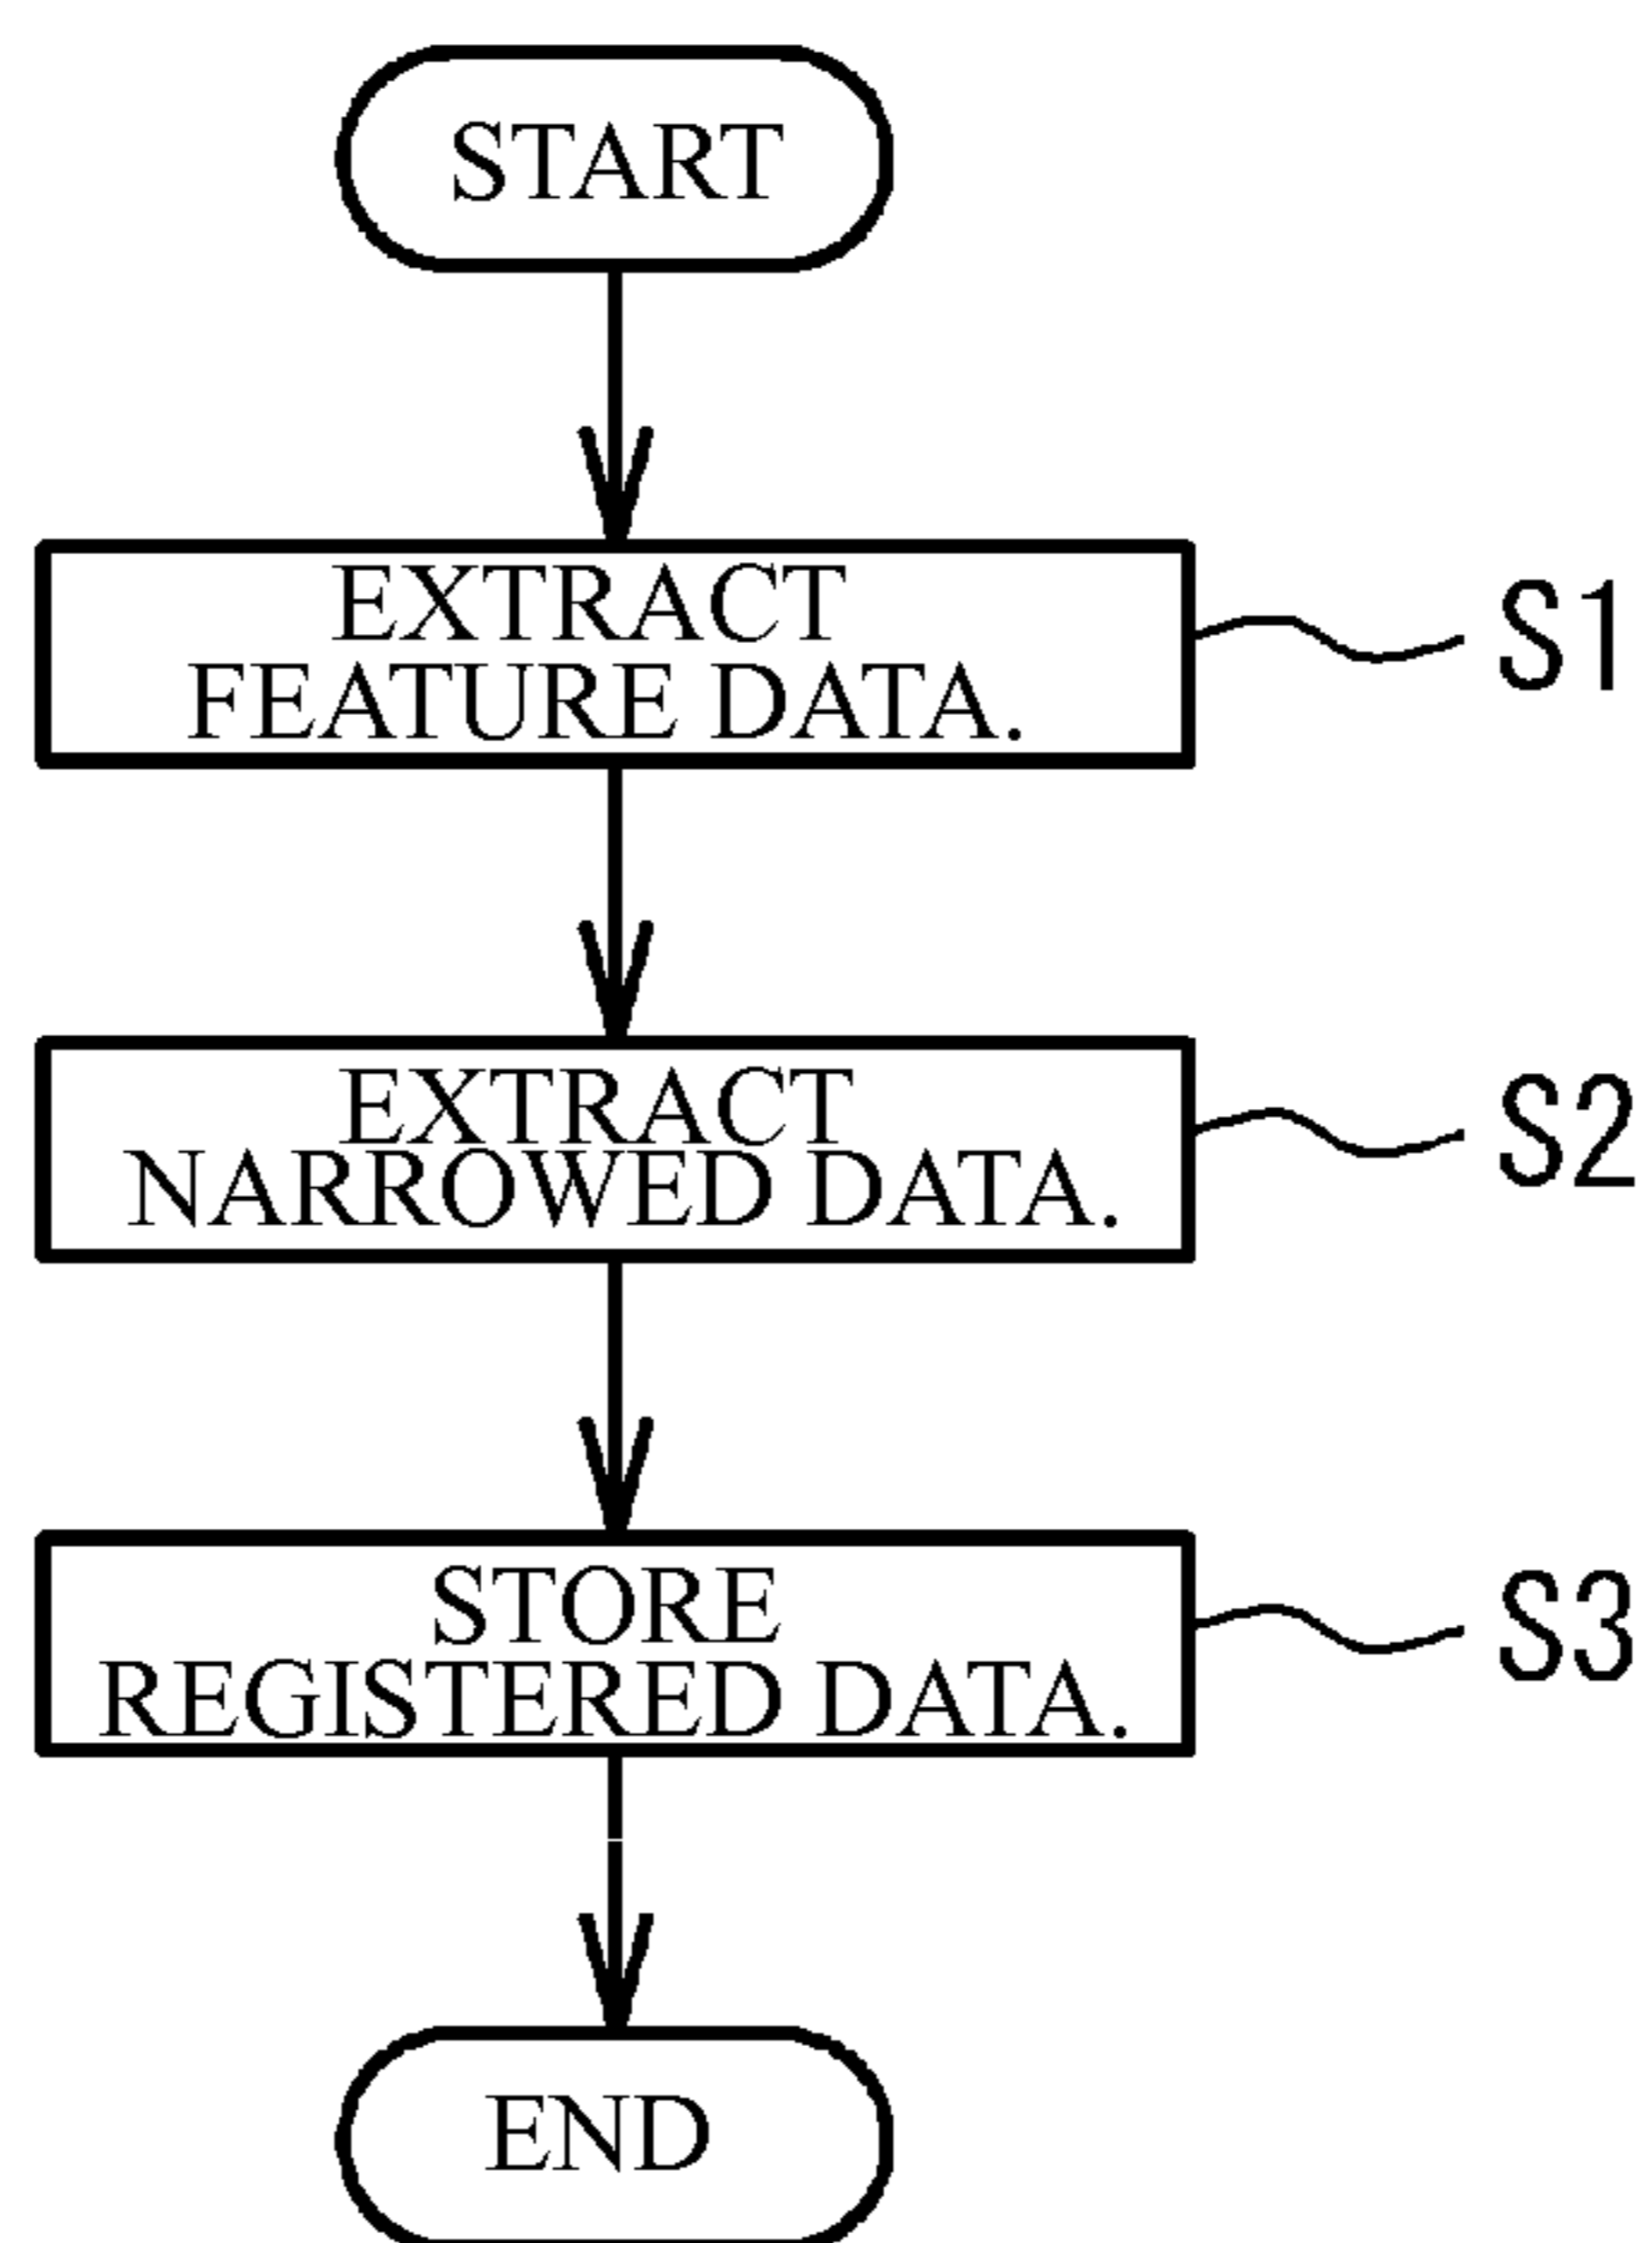 START
EXTRACT
FEATURE DATA.
S1
EXTRACT
NARROWED DATA.
S2
STORE
REGISTERED DATA.
S3
END